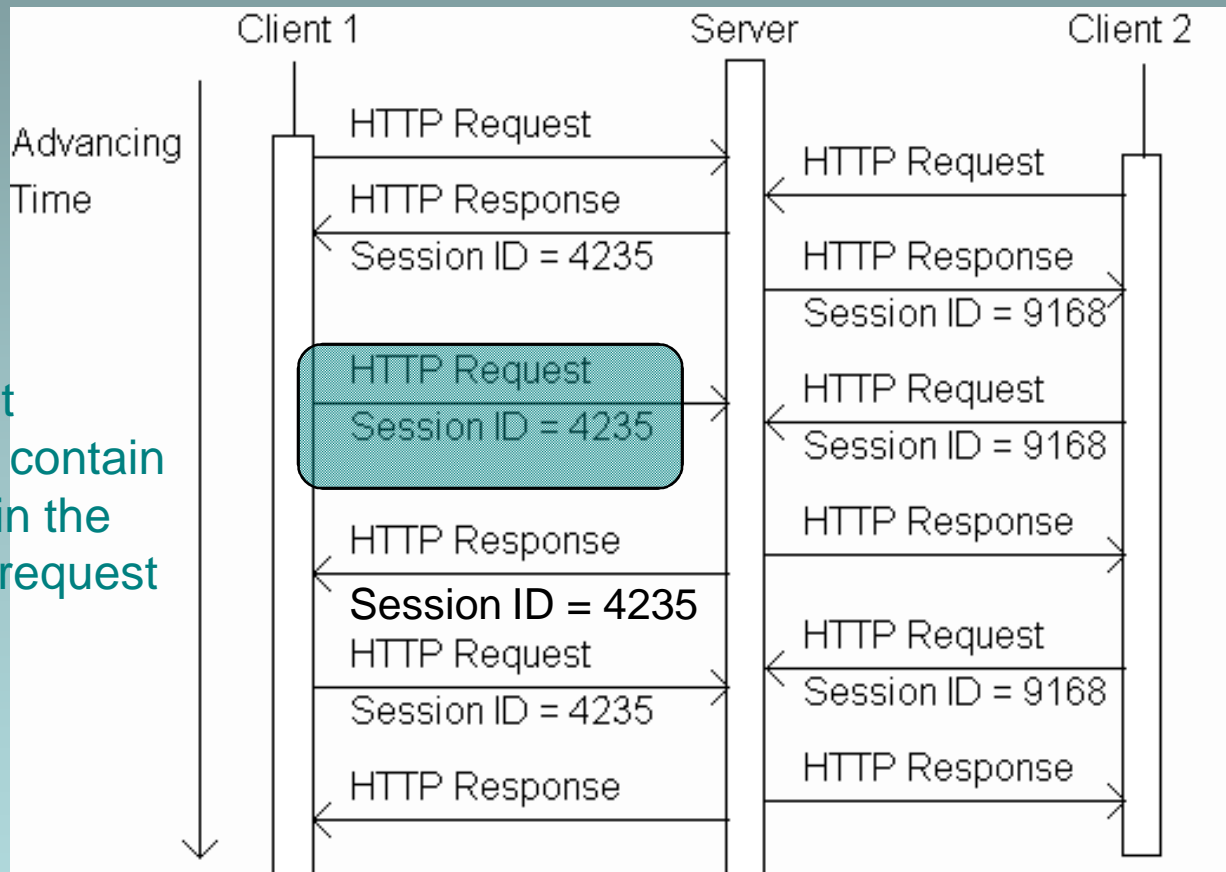 Client 1
Server
Client 2
Advancing
Time
HTTP Request
HTTP Response
Session ID = 4235
HTTP Request
Session ID = 4235
HTTP Response
Session ID = 4235
HTTP Request
Session ID = 4235
HTTP Response
HTTP Request
HTTP Response
Session ID = 9168
HTTP Request
Session ID = 9168
HTTP Response
HTTP Request
Session ID = 9168
HTTP Response
contain
in the
request